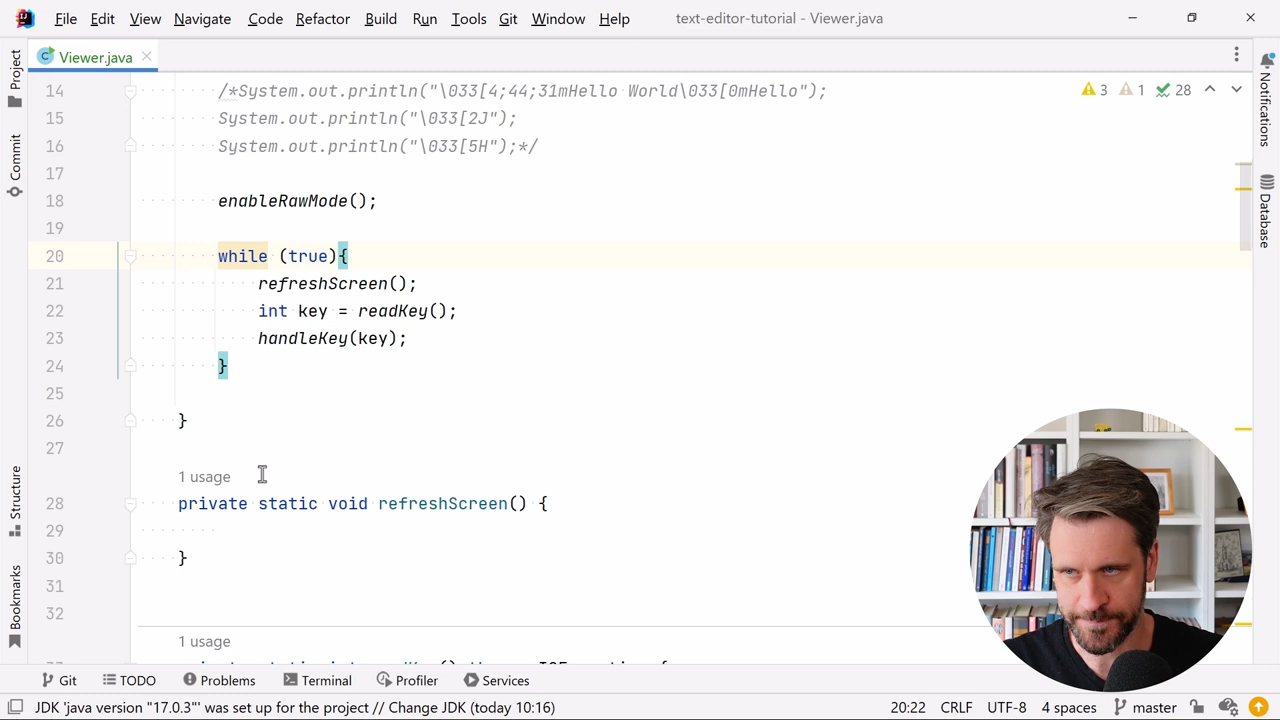 File Edit View Navigate Code Refactor Build Run Tools Git Window Help text-editor-tutorial - Viewer.java
Viewer.java
Project
Commit
Structure
Bookmarks
Notifications
Database
3 1 28
14 /*System.out.println("\033[4;44;31mHello World\033[0mHello");
15 System.out.println("\033[2J");
16 System.out.println("\033[5H");*/
17
18 enableRawMode();
19
20 while (true){
21 refreshScreen();
22 int key = readKey();
23 handleKey(key);
24 }
25
26 }
27
1 usage
28 private static void refreshScreen() {
29
30 }
31
32
1 usage
Git TODO Problems Terminal Profiler Services
JDK 'java version "17.0.3"' was set up for the project // Change JDK (today 10:16) 20:22 CRLF UTF-8 4 spaces master